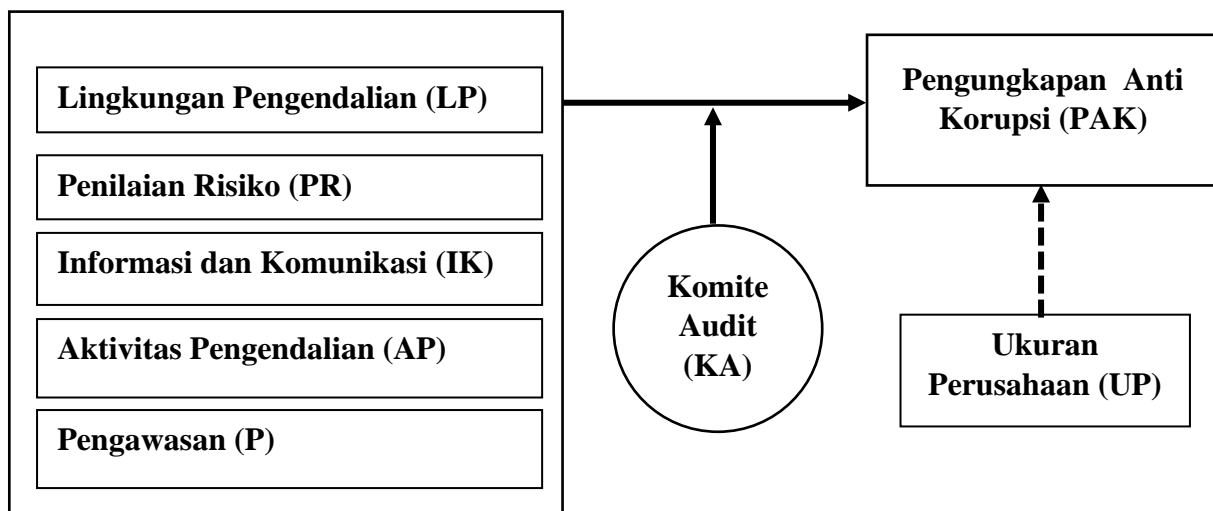 Lingkungan Pengendalian (LP)
Penilaian Risiko (PR)
Informasi dan Komunikasi (IK)
Aktivitas Pengendalian (AP)
Pengawasan (P)
Komite
Audit
(KA)
Pengungkapan Anti
Korupsi (PAK)
Ukuran
Perusahaan (UP)